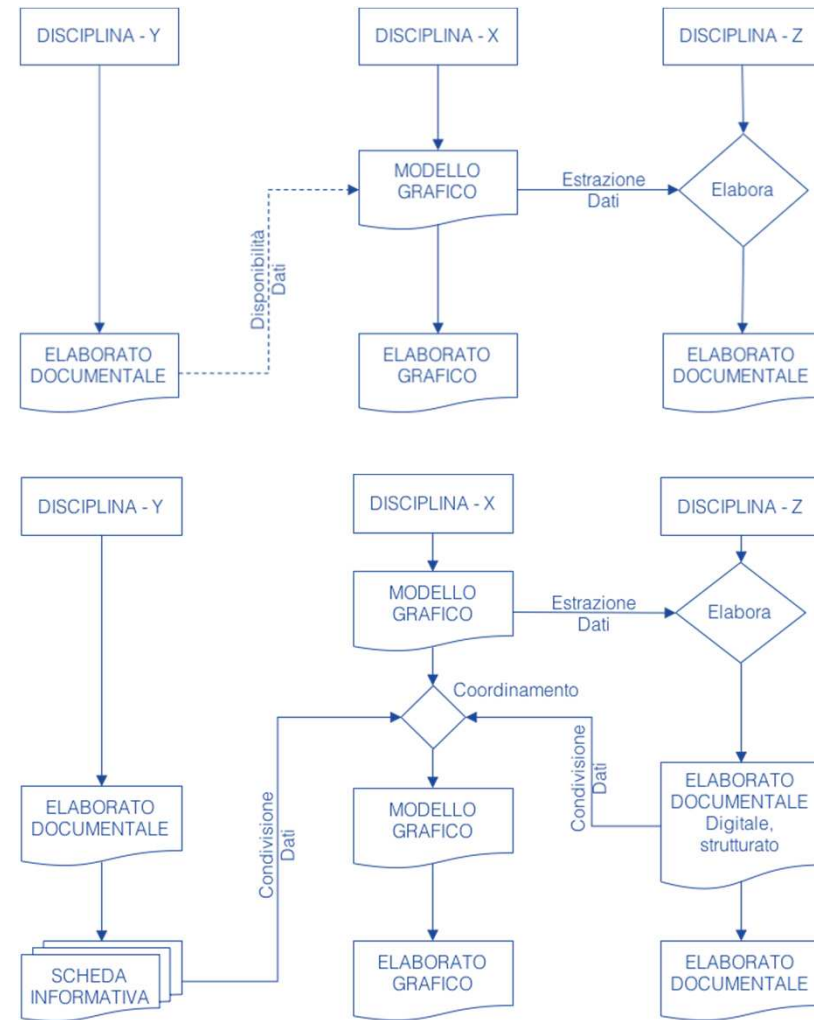 DISCIPLINA - Y
DISCIPLINA - X
DISCIPLINA - Z
MODELLO
GRAFICO
Estrazione
Dati
Elabora
Disponibilità
Dati
ELABORATO
DOCUMENTALE
ELABORATO
GRAFICO
ELABORATO
DOCUMENTALE
DISCIPLINA - Y
DISCIPLINA - X
DISCIPLINA - Z
MODELLO
GRAFICO
Estrazione
Dati
Elabora
Coordinamento
Condivisione
Dati
Condivisione
Dati
ELABORATO
DOCUMENTALE
MODELLO
GRAFICO
ELABORATO
DOCUMENTALE
Digitale,
strutturato
SCHEDA
INFORMATIVA
ELABORATO
GRAFICO
ELABORATO
DOCUMENTALE